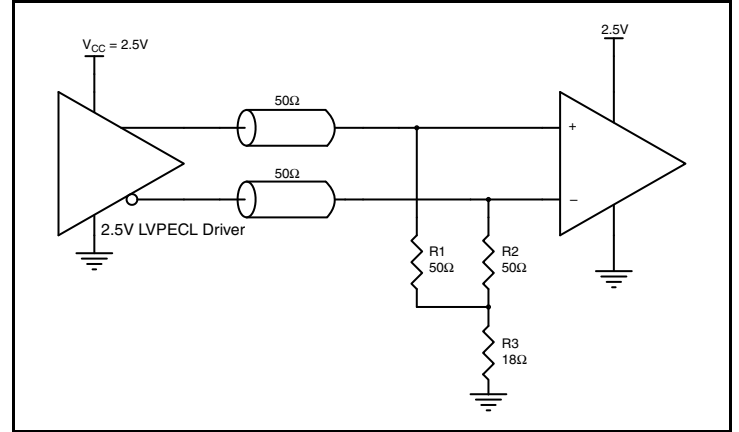 V_CC = 2.5V
2.5V
50Ω
+
50Ω
−
2.5V LVPECL Driver
R1
50Ω
R2
50Ω
R3
18Ω